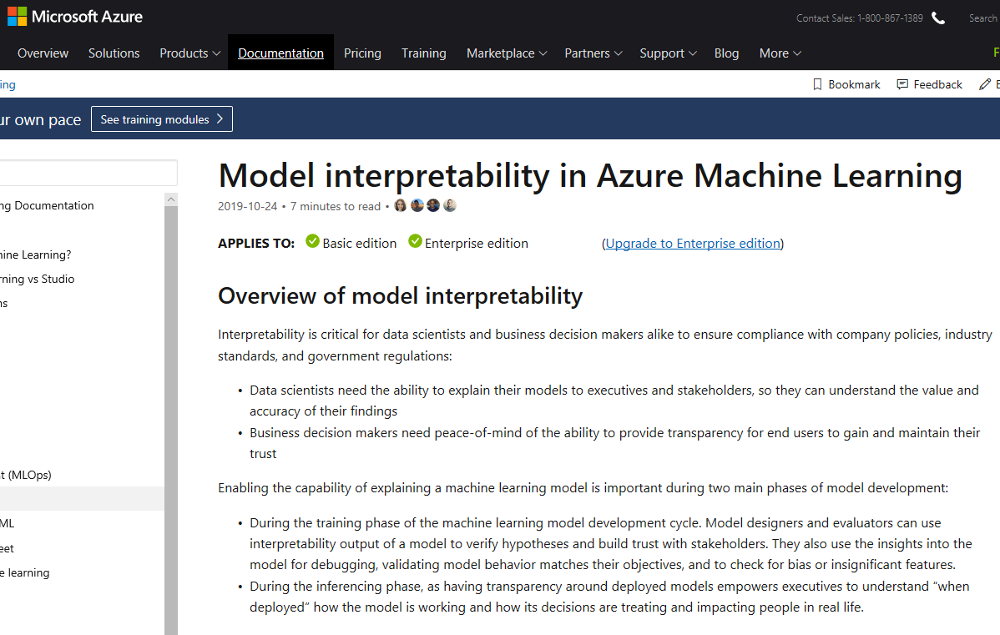 Microsoft Azure
Contact Sales: 1-800-867-1389
Search
Overview
Solutions
Products
Documentation
Pricing
Training
Marketplace
Partners
Support
Blog
More
F
ing
Bookmark
Feedback
E
ur own pace
See training modules
Model interpretability in Azure Machine Learning
2019-10-24 • 7 minutes to read •
APPLIES TO: Basic edition Enterprise edition (Upgrade to Enterprise edition)
ng Documentation
hine Learning?
rning vs Studio
ns
t (MLOps)
ML
eet
e learning
Overview of model interpretability
Interpretability is critical for data scientists and business decision makers alike to ensure compliance with company policies, industry
standards, and government regulations:
• Data scientists need the ability to explain their models to executives and stakeholders, so they can understand the value and
accuracy of their findings
• Business decision makers need peace-of-mind of the ability to provide transparency for end users to gain and maintain their
trust
Enabling the capability of explaining a machine learning model is important during two main phases of model development:
• During the training phase of the machine learning model development cycle. Model designers and evaluators can use
interpretability output of a model to verify hypotheses and build trust with stakeholders. They also use the insights into the
model for debugging, validating model behavior matches their objectives, and to check for bias or insignificant features.
• During the inferencing phase, as having transparency around deployed models empowers executives to understand “when
deployed” how the model is working and how its decisions are treating and impacting people in real life.